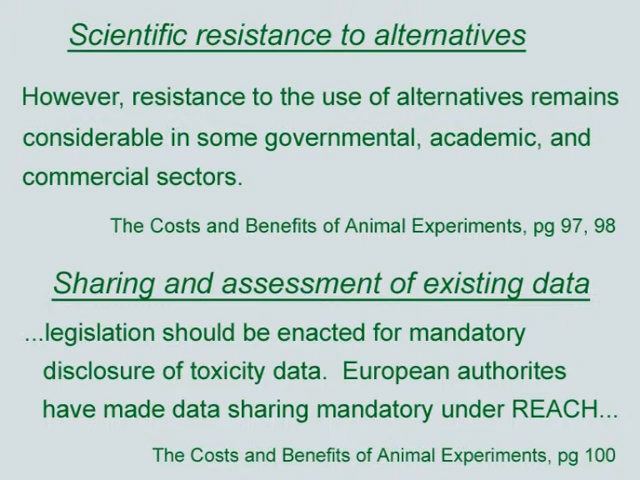 Scientific resistance to alternatives
However, resistance to the use of alternatives remains
considerable in some governmental, academic, and
commercial sectors.
The Costs and Benefits of Animal Experiments, pg 97, 98
Sharing and assessment of existing data
...legislation should be enacted for mandatory
disclosure of toxicity data.  European authorites
have made data sharing mandatory under REACH...
The Costs and Benefits of Animal Experiments, pg 100